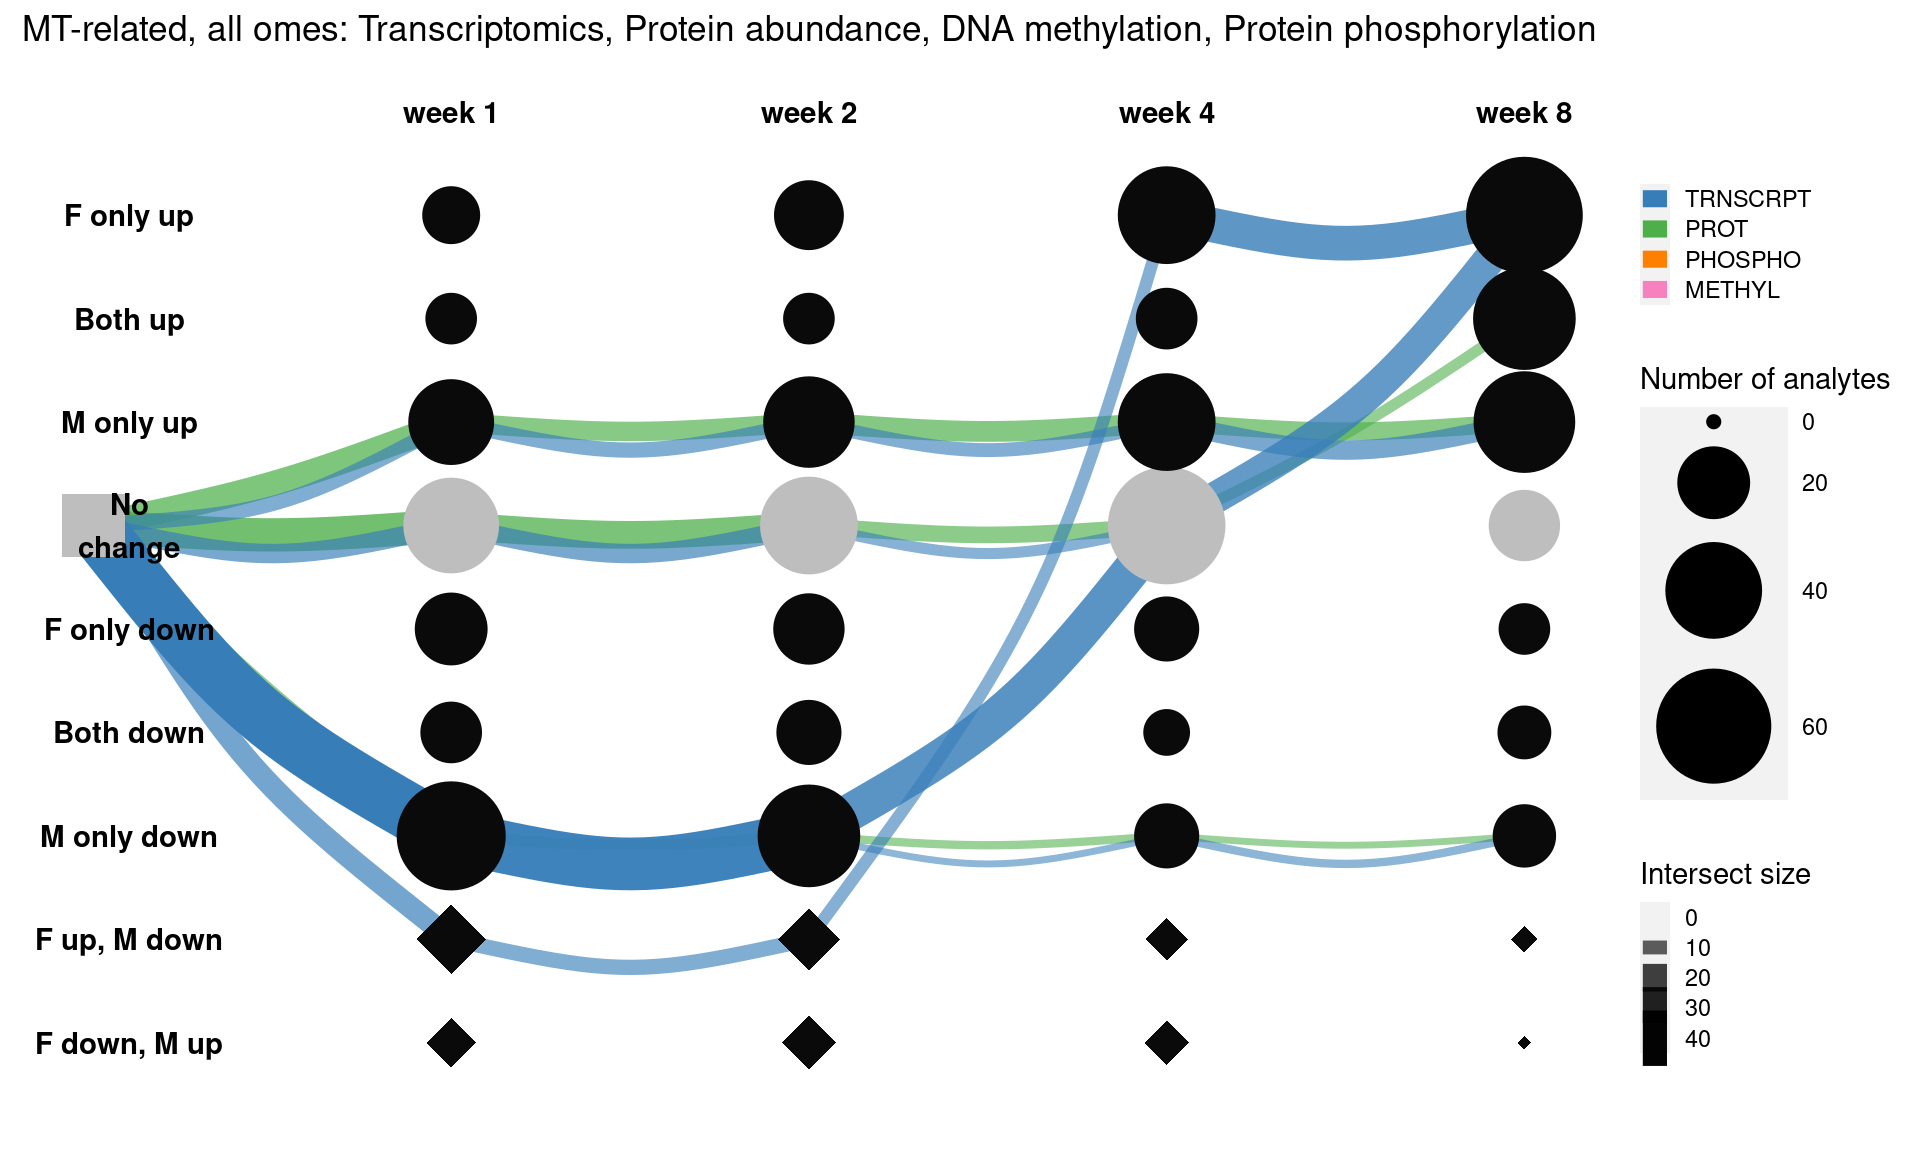 MT-related, all omes: Transcriptomics, Protein abundance, DNA methylation, Protein phosphorylation
week 1
week 2
week 4
week 8
F only up
Both up
M only up
No
change
F only down
Both down
M only down
F up, M down
F down, M up
TRNSCRPT
PROT
PHOSPHO
METHYL
Number of analytes
0
20
40
60
Intersect size
0
10
20
30
40